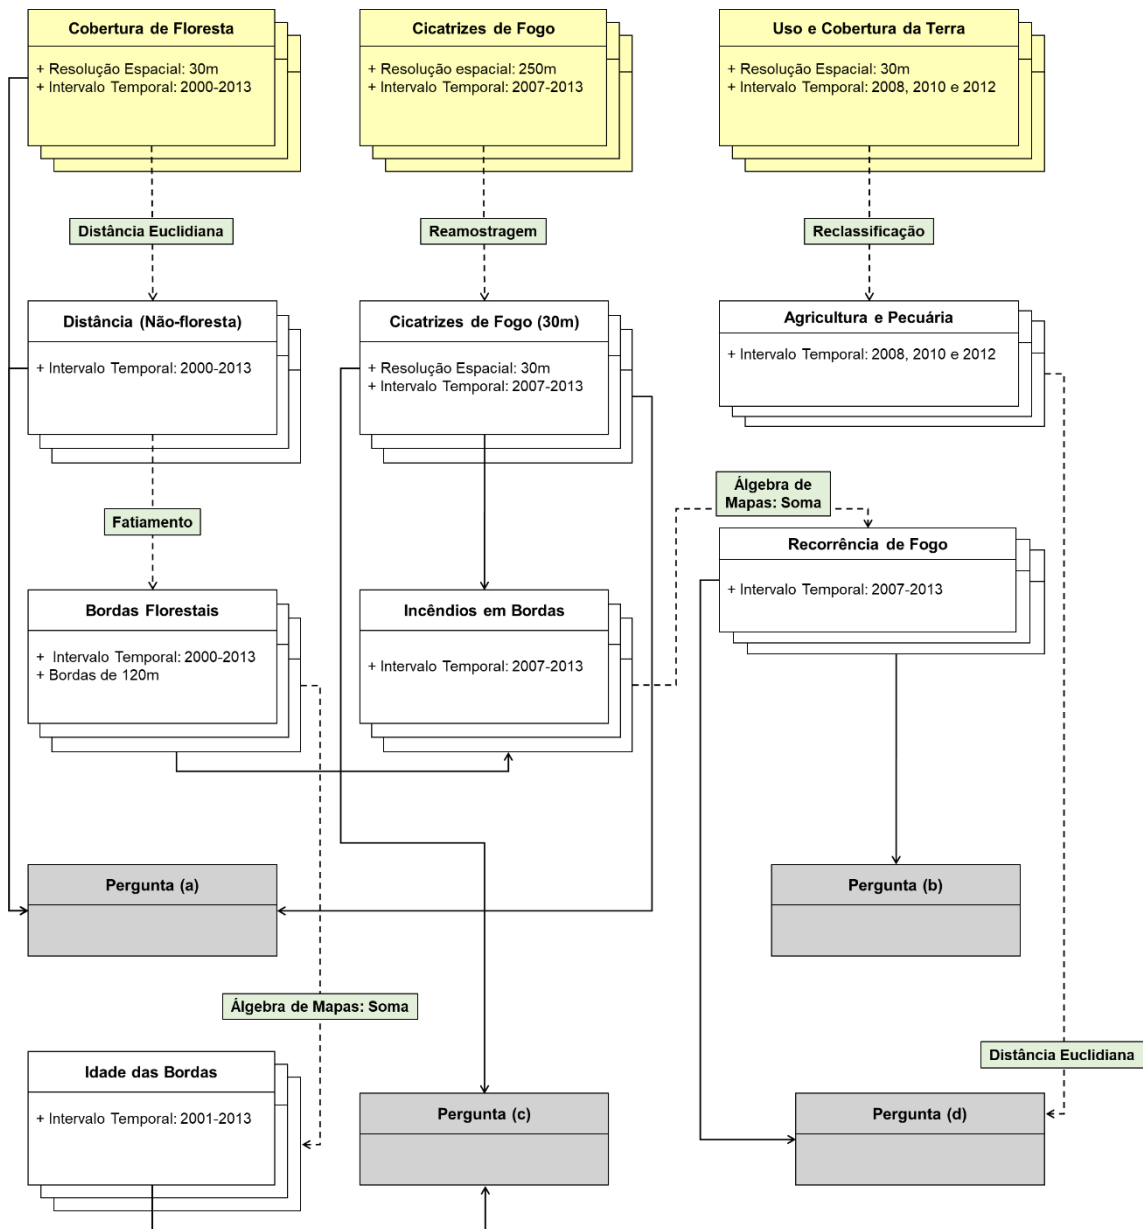 Cobertura de Floresta
+ Resolução Espacial: 30m
+ Intervalo Temporal: 2000-2013
Cicatrizes de Fogo
+ Resolução espacial: 250m
+ Intervalo Temporal: 2007-2013
Uso e Cobertura da Terra
+ Resolução Espacial: 30m
+ Intervalo Temporal: 2008, 2010 e 2012
Distância Euclidiana
Reamostragem
Reclassificação
Distância (Não-floresta)
+ Intervalo Temporal: 2000-2013
Cicatrizes de Fogo (30m)
+ Resolução Espacial: 30m
+ Intervalo Temporal: 2007-2013
Agricultura e Pecuária
+ Intervalo Temporal: 2008, 2010 e 2012
Álgebra de
Mapas: Soma
Fatiamento
Recorrência de Fogo
+ Intervalo Temporal: 2007-2013
Bordas Florestais
+ Intervalo Temporal: 2000-2013
+ Bordas de 120m
Incêndios em Bordas
+ Intervalo Temporal: 2007-2013
Pergunta (a)
Pergunta (b)
Álgebra de Mapas: Soma
Distância Euclidiana
Idade das Bordas
+ Intervalo Temporal: 2001-2013
Pergunta (c)
Pergunta (d)